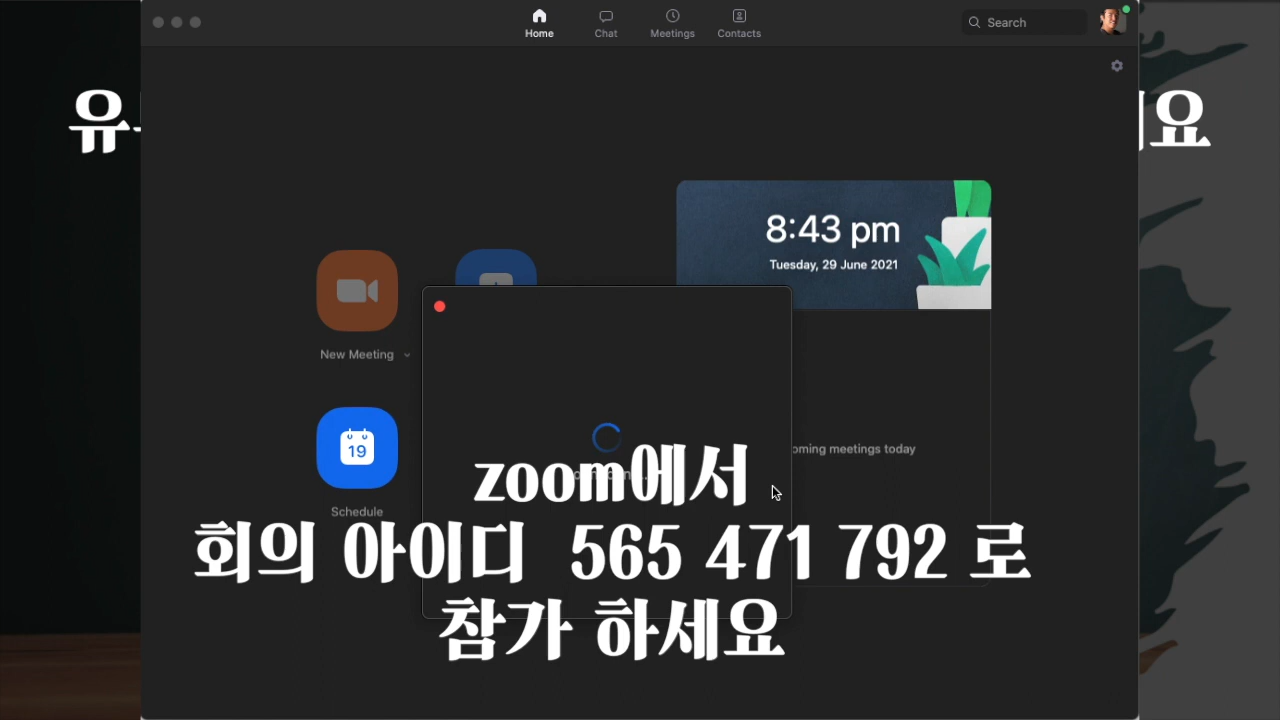 Home
Chat
Meetings
Contacts
Search
요
8:43 pm
Tuesday, 29 June 2021
New Meeting
19
meetings today
Schedule
zoom에서
회의 아이디 565 471 792 로
참가 하세요